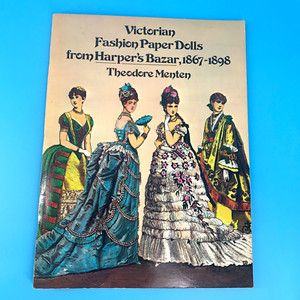 Victorian
Fashion Paper Dolls
from Harper's Bazar, 1867-1898
Theodore Menten